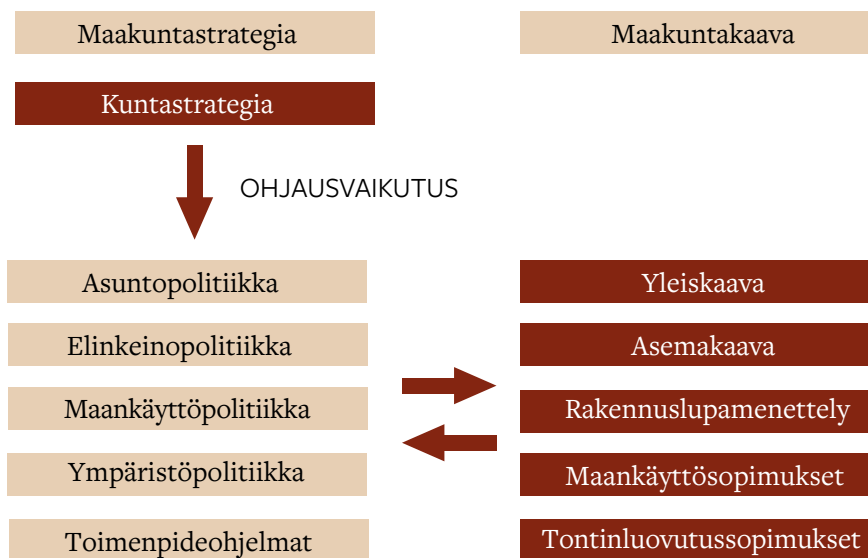 Maakuntastrategia
Maakuntakaava
Kuntastrategia
OHJAUSVAIKUTUS
Asuntopolitiikka
Yleiskaava
Elinkeinopolitiikka
Asemakaava
Maankäyttöpolitiikka
Rakennuslupamenettely
Ympäristöpolitiikka
Maankäyttösopimukset
Toimenpideohjelmat
Tontinluovutussopimukset